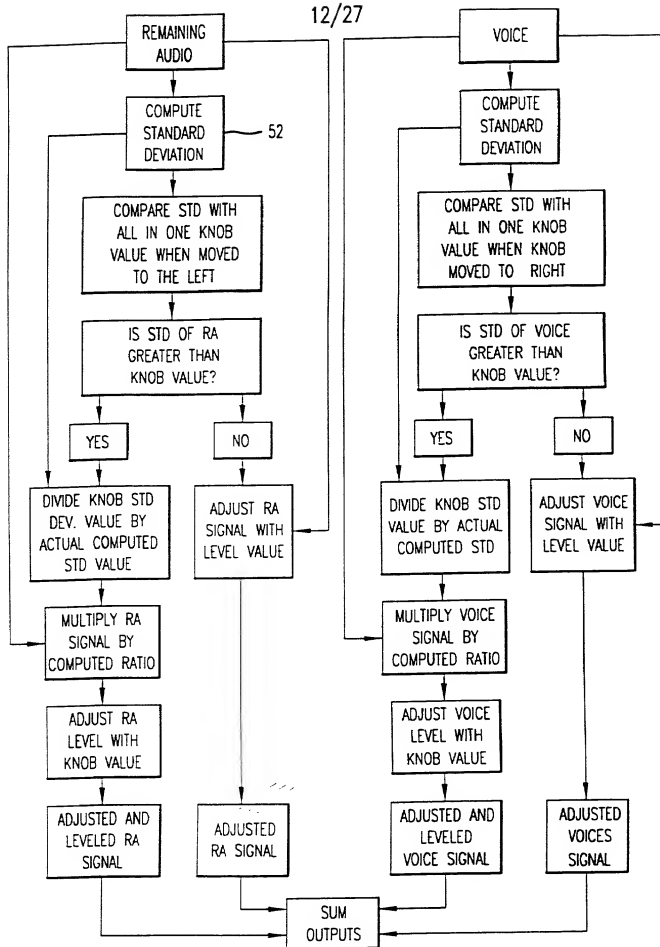 12/27
REMAINING
AUDIO
COMPUTE
STANDARD
DEVIATION
52
COMPARE STD WITH
ALL IN ONE KNOB
VALUE WHEN MOVED
TO THE LEFT
IS STD OF RA
GREATER THAN
KNOB VALUE?
YES
NO
DIVIDE KNOB STD
DEV. VALUE BY
ACTUAL COMPUTED
STD VALUE
ADJUST RA
SIGNAL WITH
LEVEL VALUE
MULTIPLY RA
SIGNAL BY
COMPUTED RATIO
ADJUST RA
LEVEL WITH
KNOB VALUE
ADJUSTED AND
LEVELED RA
SIGNAL
ADJUSTED
RA SIGNAL
VOICE
COMPUTE
STANDARD
DEVIATION
COMPARE STD WITH
ALL IN ONE KNOB
VALUE WHEN KNOB
MOVED TO RIGHT
IS STD OF VOICE
GREATER THAN
KNOB VALUE?
YES
NO
DIVIDE KNOB STD
VALUE BY ACTUAL
COMPUTED STD
ADJUST VOICE
SIGNAL WITH
LEVEL VALUE
MULTIPLY VOICE
SIGNAL BY
COMPUTED RATIO
ADJUST VOICE
LEVEL WITH
KNOB VALUE
ADJUSTED AND
LEVELED
VOICE SIGNAL
ADJUSTED
VOICES
SIGNAL
SUM
OUTPUTS